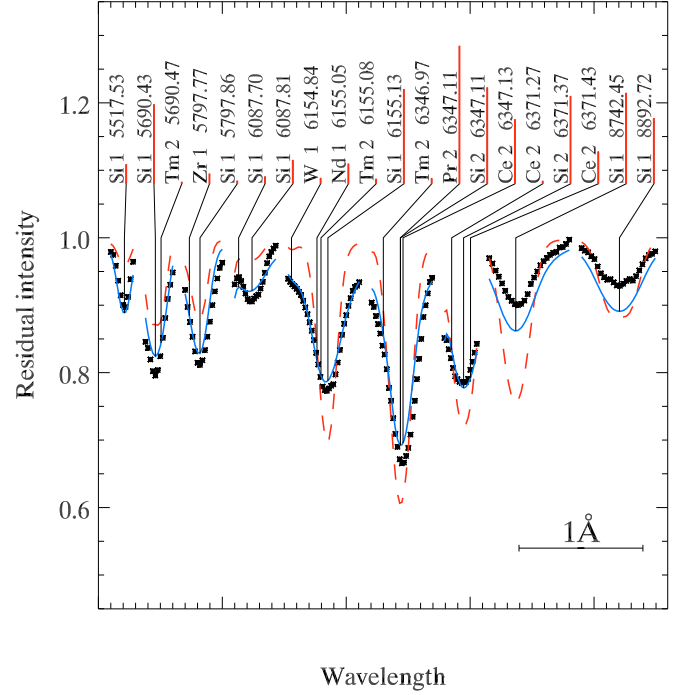 Si 1 5517.53
Si 1 5690.43
Tm 2 5690.47
Zr 1 5797.77
Si 1 5797.86
Si 1 6087.70
Si 1 6087.81
W 1 6154.84
Nd 1 6155.05
Tm 2 6155.08
Si 1 6155.13
Tm 2 6346.97
Pr 2 6347.11
Si 2 6347.11
Ce 2 6347.13
Ce 2 6371.27
Si 2 6371.37
Ce 2 6371.43
Si 1 8742.45
Si 1 8892.72
1.2
1.0
0.8
0.6
Residual intensity
1Å
Wavelength